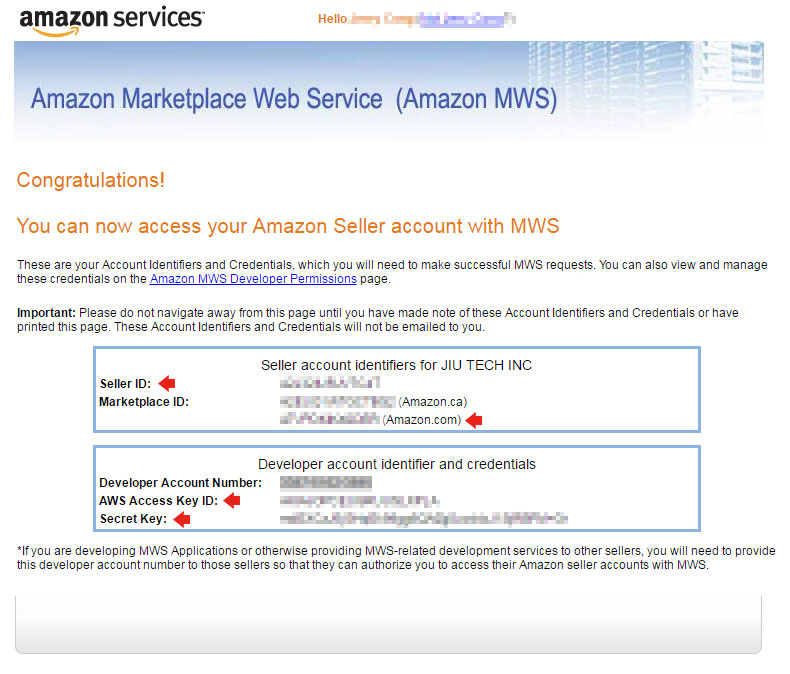 amazon services
Hello
Amazon Marketplace Web Service (Amazon MWS)
Congratulations!
You can now access your Amazon Seller account with MWS
These are your Account Identifiers and Credentials, which you will need to make successful MWS requests. You can also view and manage
these credentials on the Amazon MWS Developer Permissions page.
Important: Please do not navigate away from this page until you have made note of these Account Identifiers and Credentials or have
printed this page. These Account Identifiers and Credentials will not be emailed to you.
Seller account identifiers for JIU TECH INC
Seller ID:
Marketplace ID: (Amazon.ca)
(Amazon.com)
Developer account identifier and credentials
Developer Account Number:
AWS Access Key ID:
Secret Key:
*If you are developing MWS Applications or otherwise providing MWS-related development services to other sellers, you will need to provide
this developer account number to those sellers so that they can authorize you to access their Amazon seller accounts with MWS.